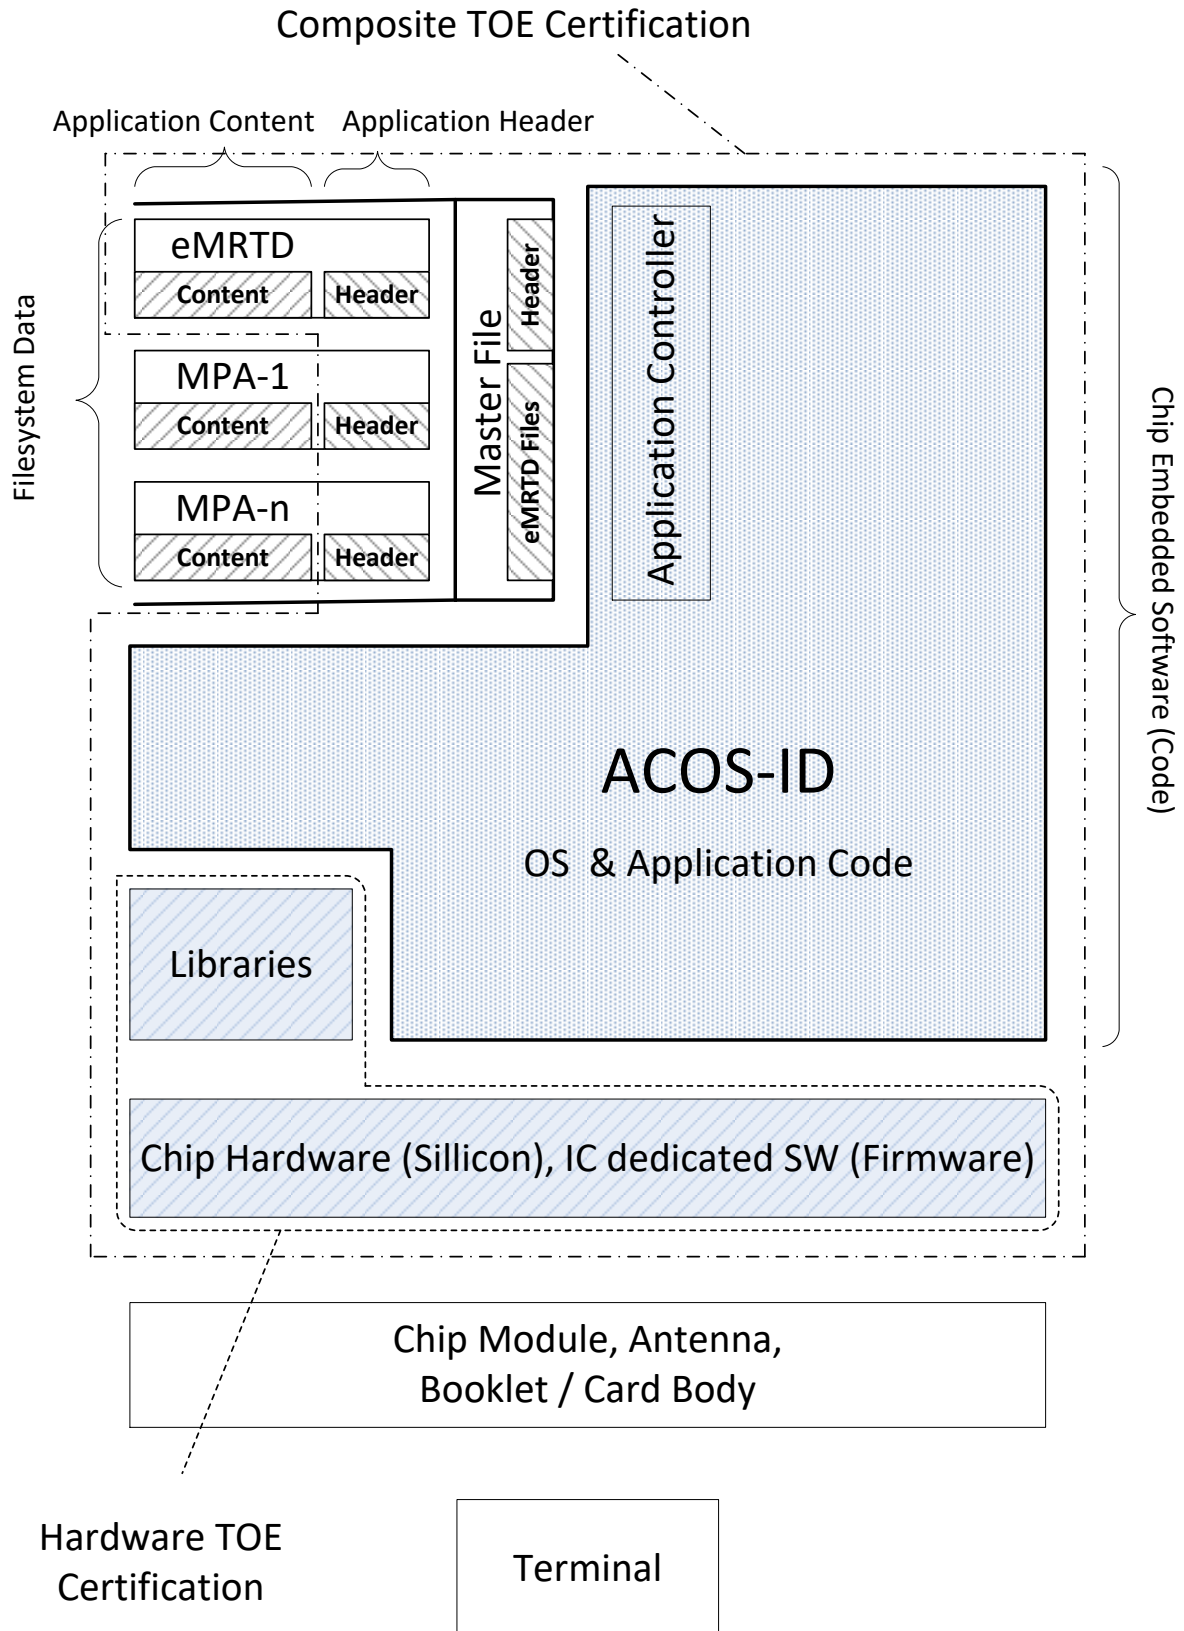 Composite TOE Certification
Application Content
Application Header
Filesystem Data
eMRTD
Content
Header
MPA-1
Content
Header
MPA-n
Content
Header
Master File
Header
eMRTD Files
Application Controller
Chip Embedded Software (Code)
ACOS-ID
OS & Application Code
Libraries
Chip Hardware (Sillicon), IC dedicated SW (Firmware)
Chip Module, Antenna,
Booklet / Card Body
Hardware TOE
Certification
Terminal